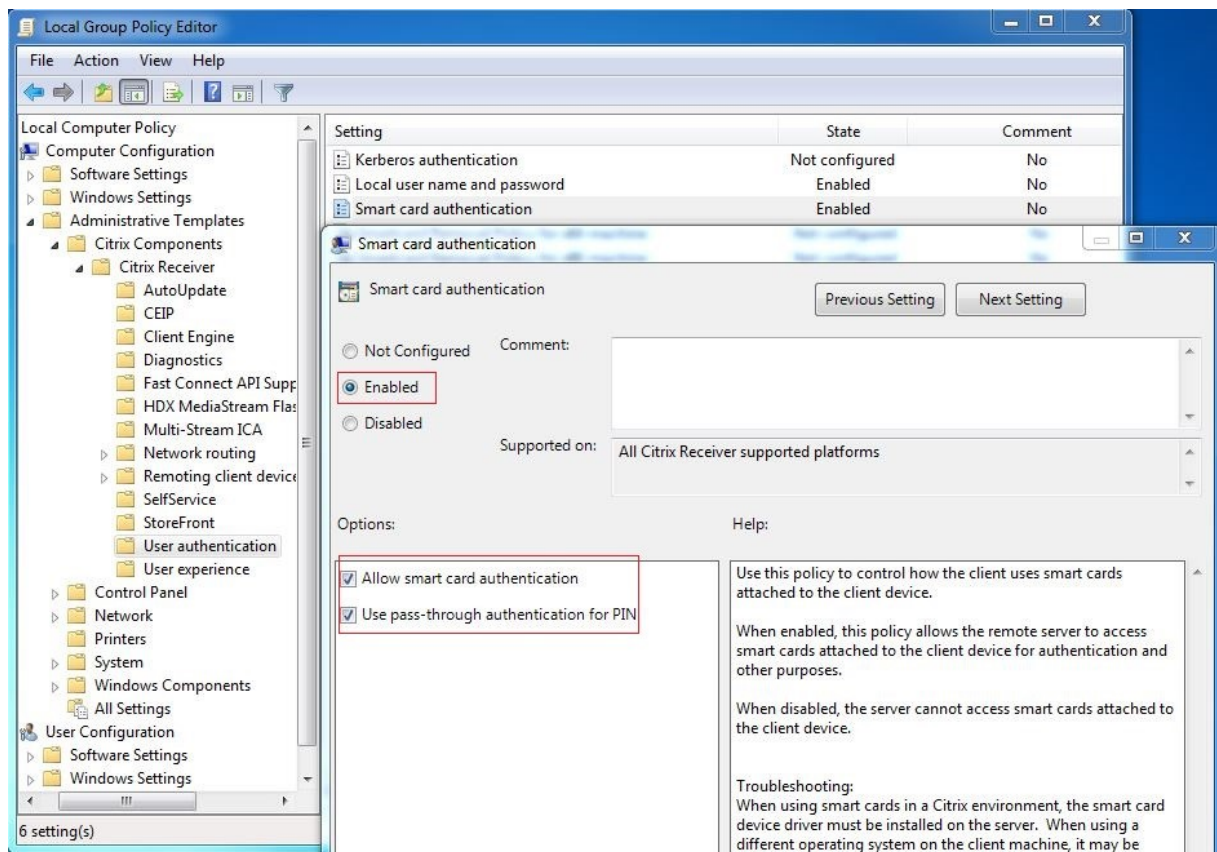 Local Group Policy Editor
File Action View Help
Local Computer Policy
Computer Configuration
Software Settings
Windows Settings
Administrative Templates
Citrix Components
Citrix Receiver
AutoUpdate
CEIP
Client Engine
Diagnostics
Fast Connect API Supp
HDX MediaStream Flas
Multi-Stream ICA
Network routing
Remoting client device
SelfService
StoreFront
User authentication
User experience
Control Panel
Network
Printers
System
Windows Components
All Settings
User Configuration
Software Settings
Windows Settings
6 setting(s)
Setting State Comment
Kerberos authentication Not configured No
Local user name and password Enabled No
Smart card authentication Enabled No
Smart card authentication
Smart card authentication
Previous Setting Next Setting
Not Configured
Enabled
Disabled
Comment:
Supported on:
All Citrix Receiver supported platforms
Options:
Allow smart card authentication
Use pass-through authentication for PIN
Help:
Use this policy to control how the client uses smart cards
attached to the client device.
When enabled, this policy allows the remote server to access
smart cards attached to the client device for authentication and
other purposes.
When disabled, the server cannot access smart cards attached to
the client device.
Troubleshooting:
When using smart cards in a Citrix environment, the smart card
device driver must be installed on the server. When using a
different operating system on the client machine, it may be